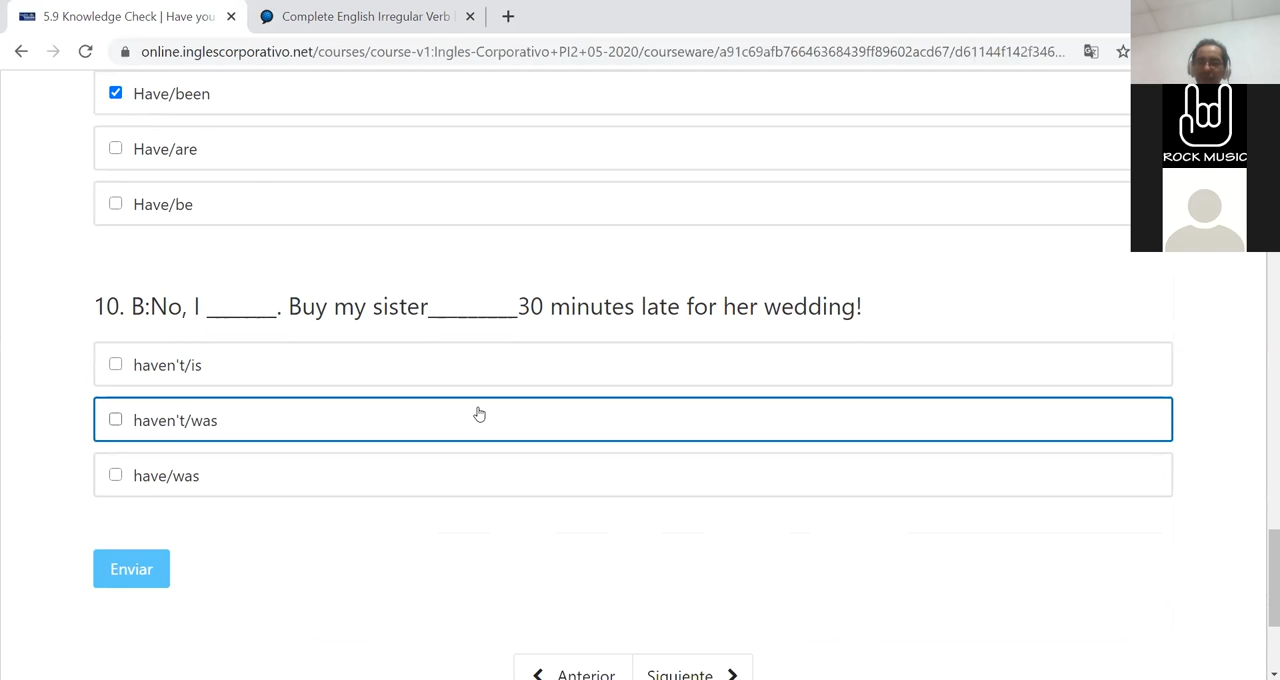 5.9 Knowledge Check | Have you
Complete English Irregular Verb
online.inglescorporativo.net/courses/course-v1:Ingles-Corporativo+PI2+05-2020/courseware/a91c69afb76646368439ff89602acd67/d61144f142f346...
Have/been
Have/are
Have/be
ROCK MUSIC
10. B:No, I _______. Buy my sister_________30 minutes late for her wedding!
haven't/is
haven't/was
have/was
Enviar
Anterior
Siguiente